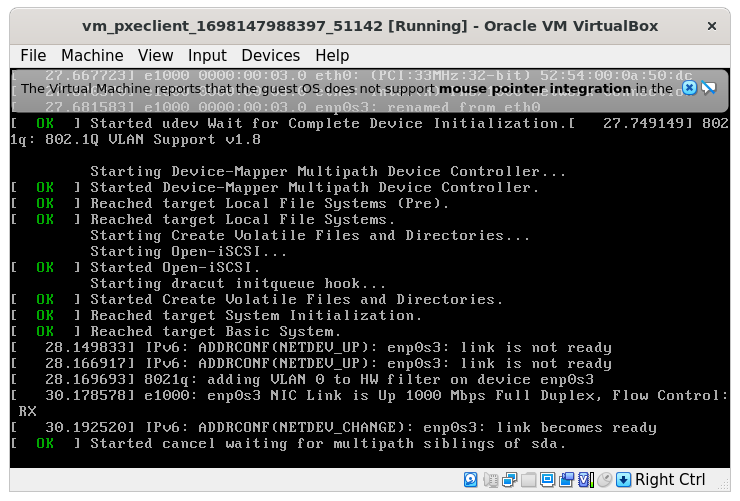 vm_pxeclient_1698147988397_51142 [Running] - Oracle VM VirtualBox
File Machine View Input Devices Help
[   27.667723] e1000 0000:00:03.0 eth0: (PCI:33MHz:32-bit) 52:54:00:0a:50:dc
The Virtual Machine reports that the guest OS does not support mouse pointer integration in the
[   27.681583] e1000 0000:00:03.0 enp0s3: renamed from eth0
[  OK  ] Started udev Wait for Complete Device Initialization.[   27.749149] 802
1q: 802.1Q VLAN Support v1.8
Starting Device-Mapper Multipath Device Controller...
[  OK  ] Started Device-Mapper Multipath Device Controller.
[  OK  ] Reached target Local File Systems (Pre).
[  OK  ] Reached target Local File Systems.
Starting Create Volatile Files and Directories...
Starting Open-iSCSI...
[  OK  ] Started Open-iSCSI.
Starting dracut initqueue hook...
[  OK  ] Started Create Volatile Files and Directories.
[  OK  ] Reached target System Initialization.
[  OK  ] Reached target Basic System.
[   28.149833] IPv6: ADDRCONF(NETDEV_UP): enp0s3: link is not ready
[   28.166917] IPv6: ADDRCONF(NETDEV_UP): enp0s3: link is not ready
[   28.169693] 8021q: adding VLAN 0 to HW filter on device enp0s3
[   30.178578] e1000: enp0s3 NIC Link is Up 1000 Mbps Full Duplex, Flow Control:
RX
[   30.192520] IPv6: ADDRCONF(NETDEV_CHANGE): enp0s3: link becomes ready
[  OK  ] Started cancel waiting for multipath siblings of sda.
Right Ctrl